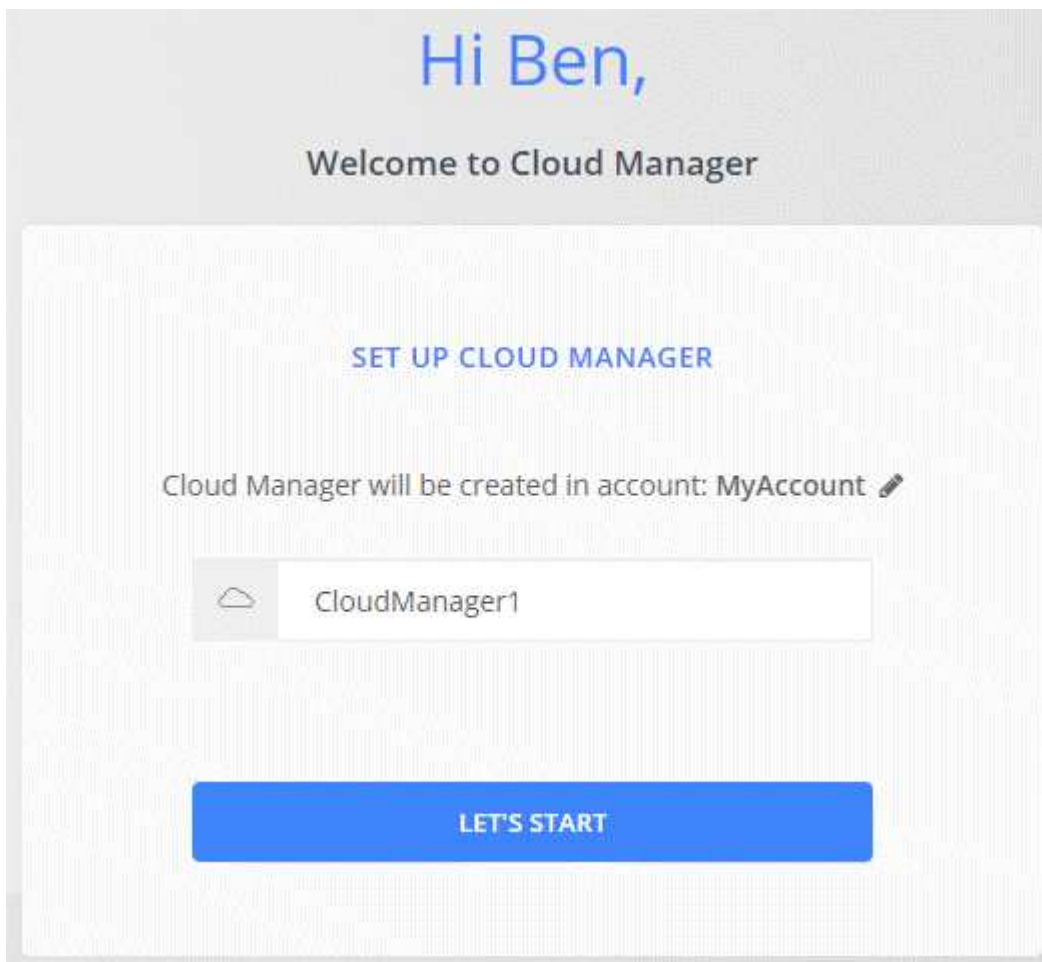 Hi Ben,
Welcome to Cloud Manager
SET UP CLOUD MANAGER
Cloud Manager will be created in account: MyAccount
CloudManager1
LET'S START